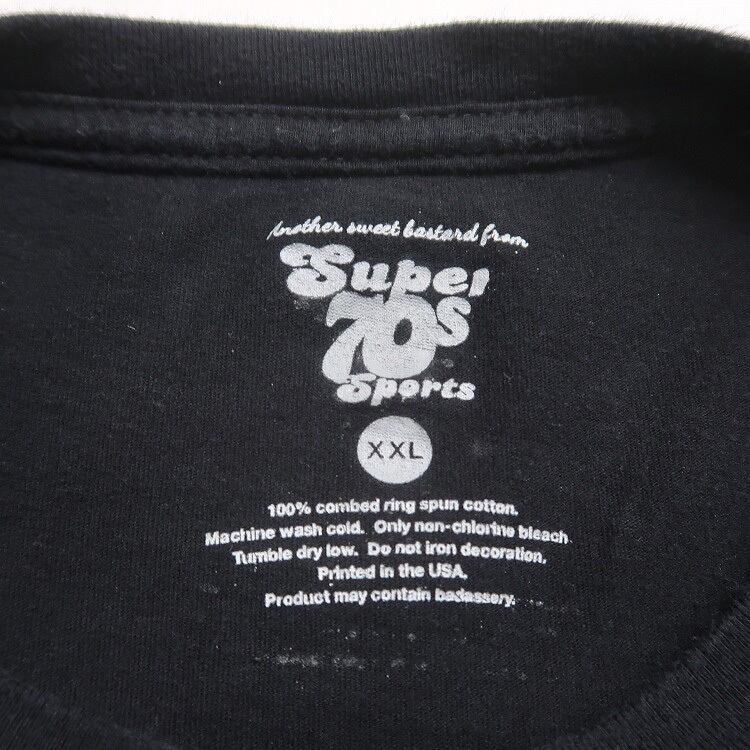 Another sweet bastard from
Super
70s
Sports
XXL
100% combed ring spun cotton.
Machine wash cold. Only non-chlorine bleach.
Tumble dry low. Do not iron decoration.
Printed in the USA.
Product may contain badassery.